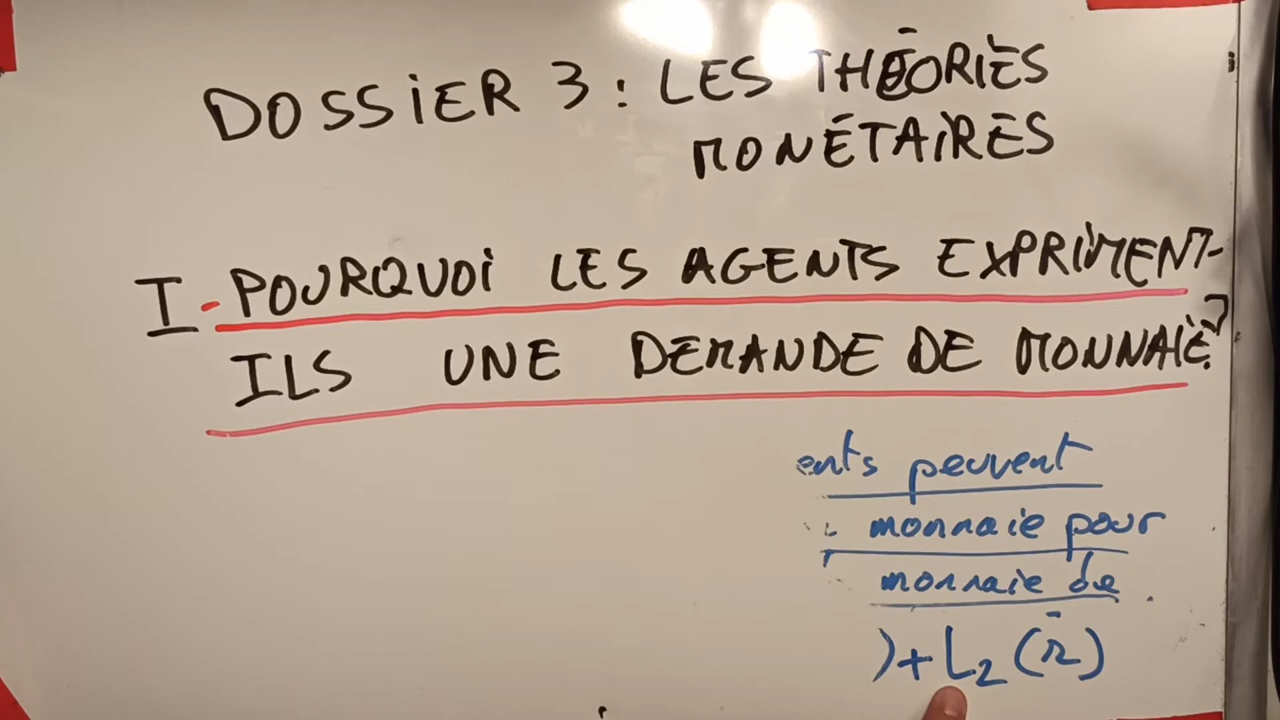 DOSSIER 3 : LES THÉORIES
MONÉTAIRES
I - POURQUOI LES AGENTS EXPRIMENT-
ILS UNE DEMANDE DE MONNAIE ?
ents peuvent
monnaie pour
monnaie de
) + L2 (r)